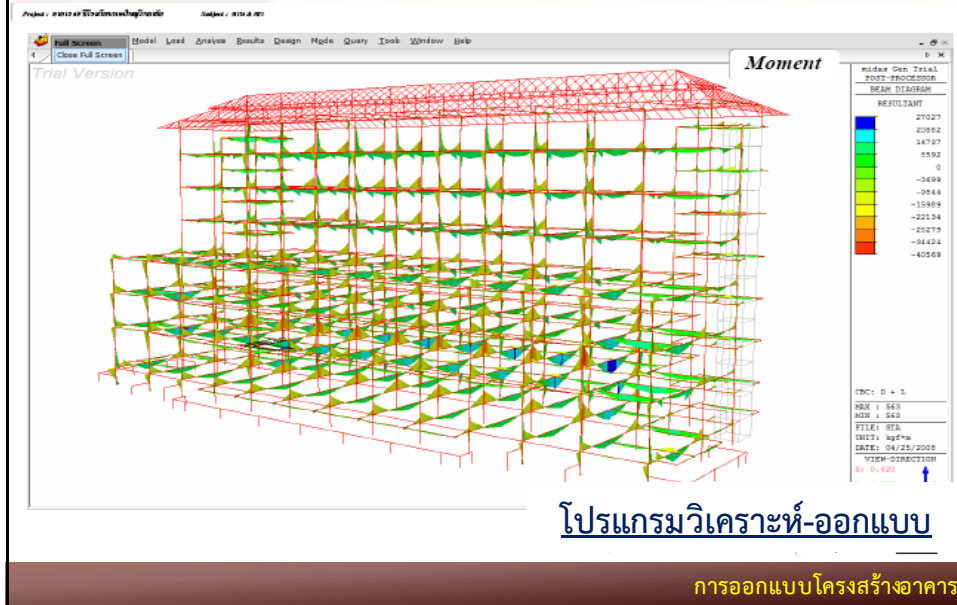 Project :
Subject :
Full Screen Model Load Analysis Results Design Mode Query Tools Window Help
Close Full Screen
Trial Version
Moment
midas Gen Trial
POST-PROCESSOR
BEAM DIAGRAM
RESULTANT
27027
20882
14737
8592
0
-3699
-9844
-15989
-22134
-28279
-34424
-40569
CBC: D + L
MAX : 563
MIN : 563
FILE: STA
UNIT: kgf*m
DATE: 04/25/2008
VIEW-DIRECTION
X: 0.620
โปรแกรมวิเคราะห์-ออกแบบ
การออกแบบโครงสร้างอาคาร